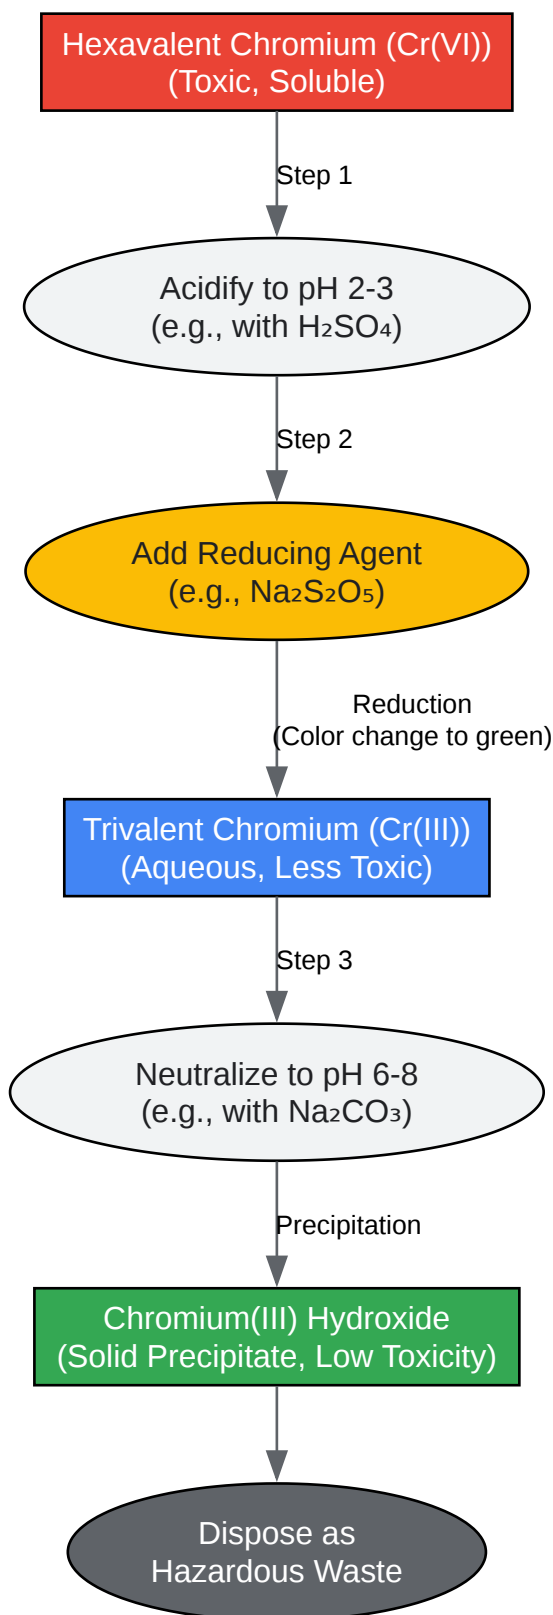 Hexavalent Chromium (Cr(VI))
(Toxic, Soluble)
Step 1
Acidify to pH 2-3
(e.g., with H₂SO₄)
Step 2
Add Reducing Agent
(e.g., Na₂S₂O₅)
Reduction
(Color change to green)
Trivalent Chromium (Cr(III))
(Aqueous, Less Toxic)
Step 3
Neutralize to pH 6-8
(e.g., with Na₂CO₃)
Precipitation
Chromium(III) Hydroxide
(Solid Precipitate, Low Toxicity)
Dispose as
Hazardous Waste